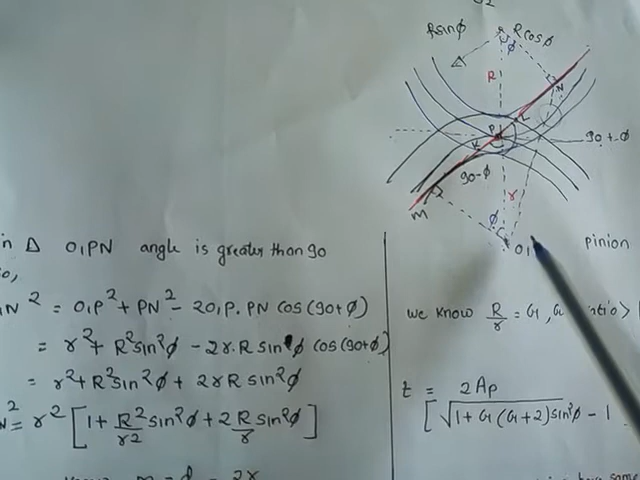 Rsinφ
Rcosφ
φ
R
N
L
P
K
90+φ
90-φ
r
M
φ
O₁
pinion
in Δ O₁PN angle is greater than 90
so,
N² = O₁P² + PN² - 2O₁P.PN cos(90+φ)
= r² + R²sin²φ - 2r.R sinφ cos(90+φ)
= r² + R²sin²φ + 2rR sin²φ
N² = r² [1 + R²/r² sin²φ + 2R/r sin²φ]
we know R/r = G,
t = 2Ap / [√1 + G(G+2)sin²φ - 1